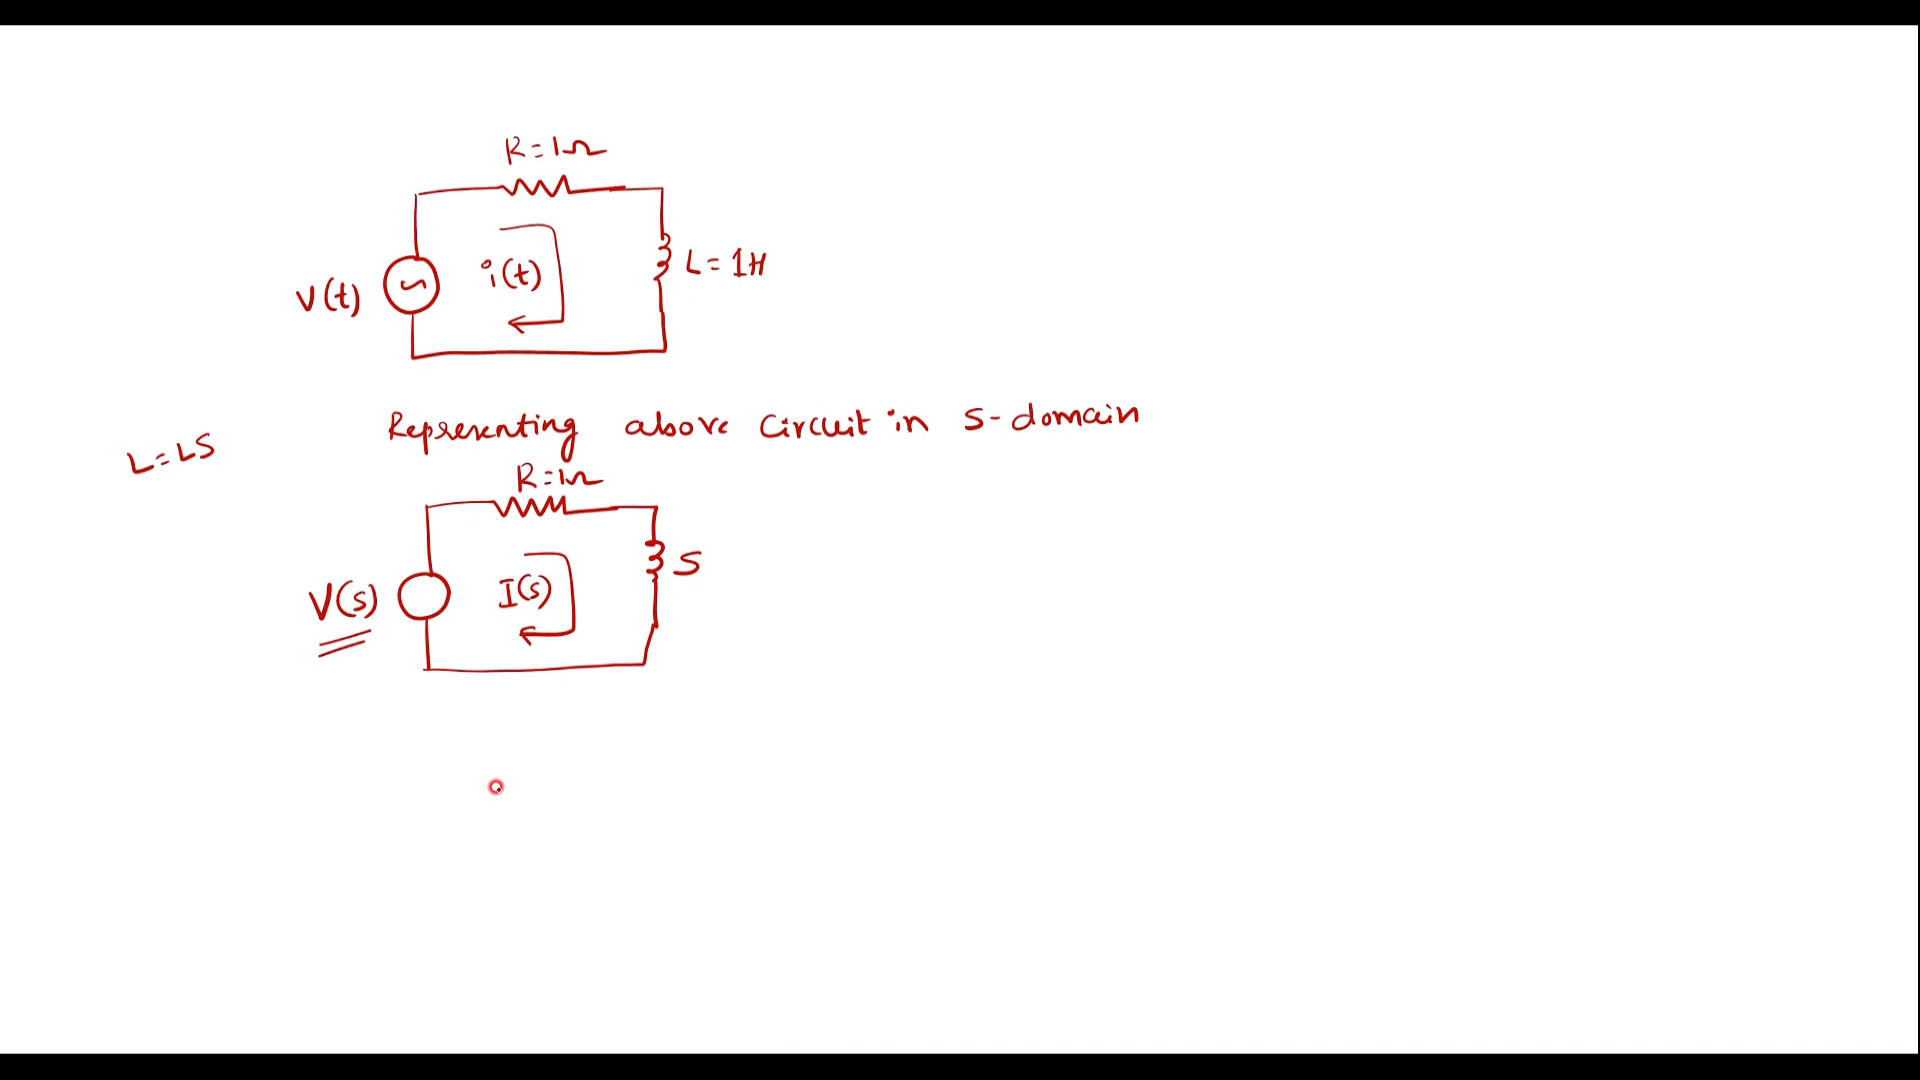 R=1Ω
i(t)
L=1H
V(t)
Representing above Circuit in S-domain
L=LS
R=1Ω
S
I(s)
V(s)